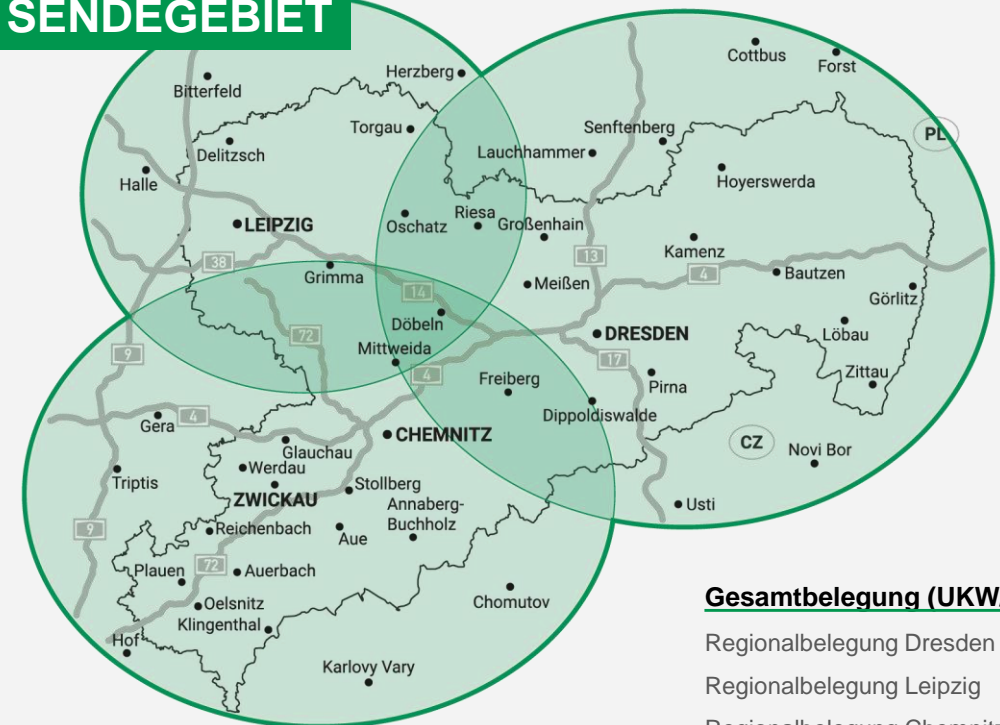 SENDEGEBIET
Cottbus
Forst
Herzberg
Bitterfeld
Torgau
Senftenberg
PL
Delitzsch
Lauchhammer
Halle
Hoyerswerda
Oschatz
Riesa
Großenhain
LEIPZIG
Kamenz
13
38
Grimma
4
Bautzen
14
Meißen
Görlitz
Döbeln
72
DRESDEN
Löbau
Mittweida
9
17
4
Freiberg
Pirna
Zittau
Dippoldiswalde
4
Gera
CHEMNITZ
CZ
Glauchau
Novi Bor
Werdau
Triptis
Stollberg
ZWICKAU
Annaberg-
Buchholz
Usti
9
Reichenbach
Aue
72
Plauen
Auerbach
Chomutov
Oelsnitz
Klingenthal
Hof
Karlovy Vary
Gesamtbelegung (UKW
Regionalbelegung Dresden
Regionalbelegung Leipzig